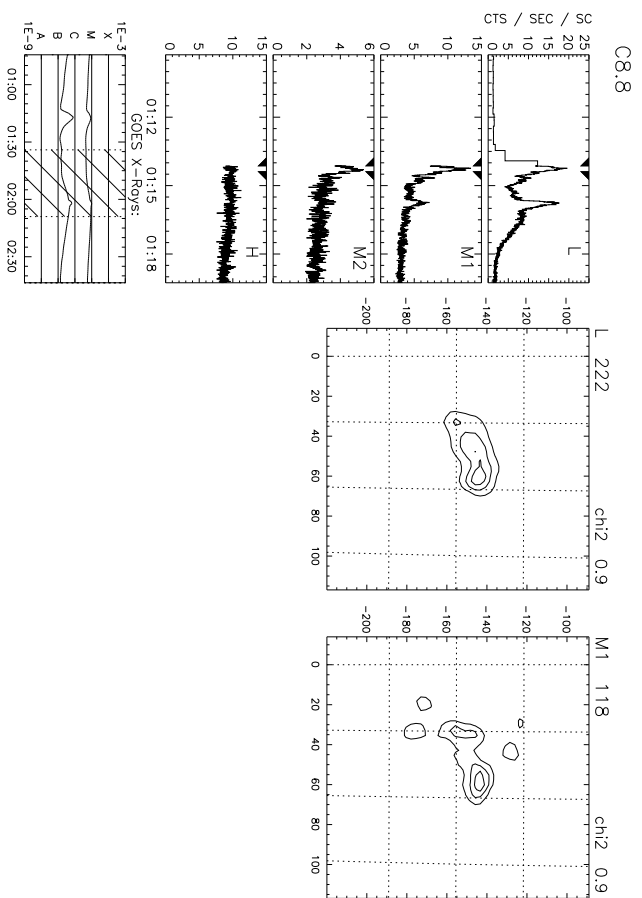 C8.8
CTS / SEC / SC
25
20
15
10
5
0
L
15
10
5
0
M1
6
4
2
0
M2
15
10
5
0
H
01:12 01:15 01:18
GOES X-Rays:
1E-3
X
M
C
B
A
1E-9
01:00 01:30 02:00 02:30
L 222 chi2 0.9
-100
-120
-140
-160
-180
-200
0 20 40 60 80 100
M1 118 chi2 0.9
-100
-120
-140
-160
-180
-200
0 20 40 60 80 100